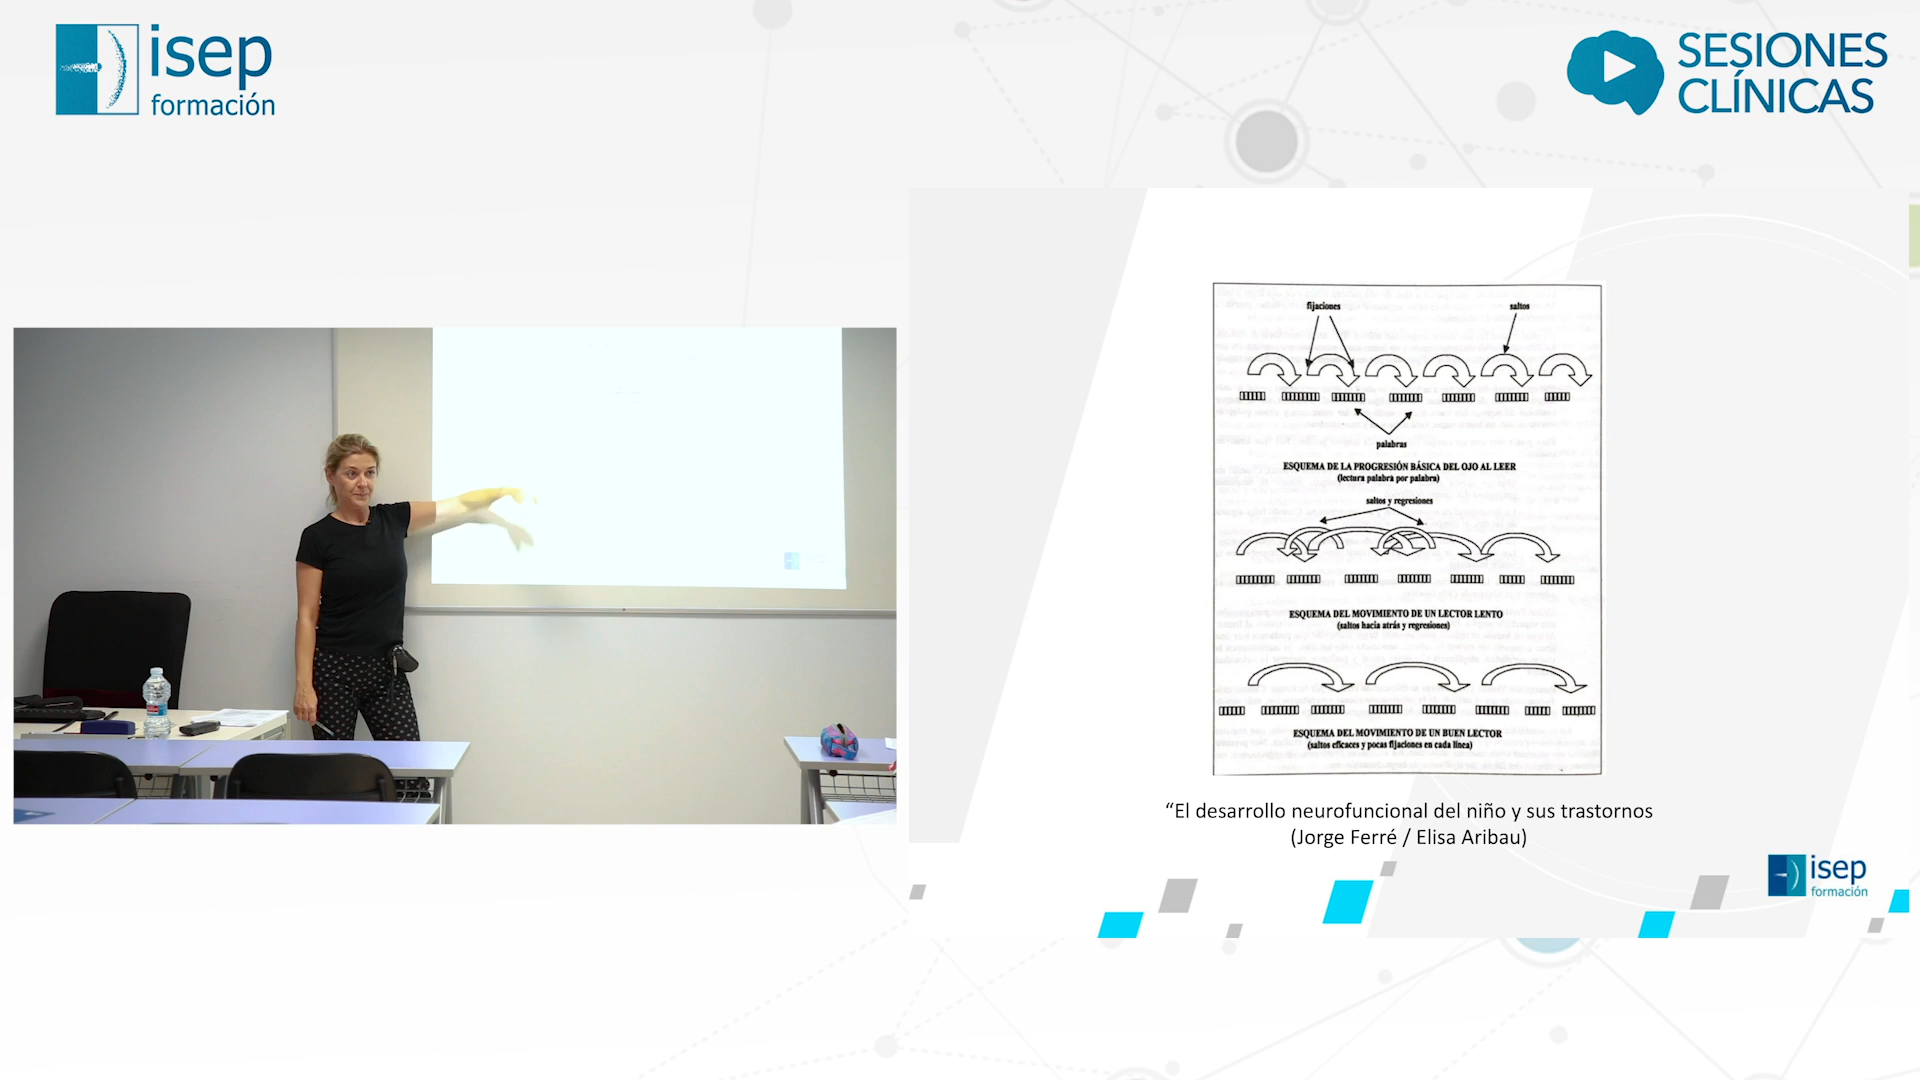 isep
formación
SESIONES
CLÍNICAS
fijaciones
saltos
palabras
ESQUEMA DE LA PROGRESIÓN BÁSICA DEL OJO AL LEER
(lectura palabra por palabra)
saltos y regresiones
ESQUEMA DEL MOVIMIENTO DE UN LECTOR LENTO
(saltos hacia atrás y regresiones)
ESQUEMA DEL MOVIMIENTO DE UN BUEN LECTOR
(saltos eficaces y pocas fijaciones en cada línea)
“El desarrollo neurofuncional del niño y sus trastornos
(Jorge Ferré / Elisa Aribau)
isep
formación